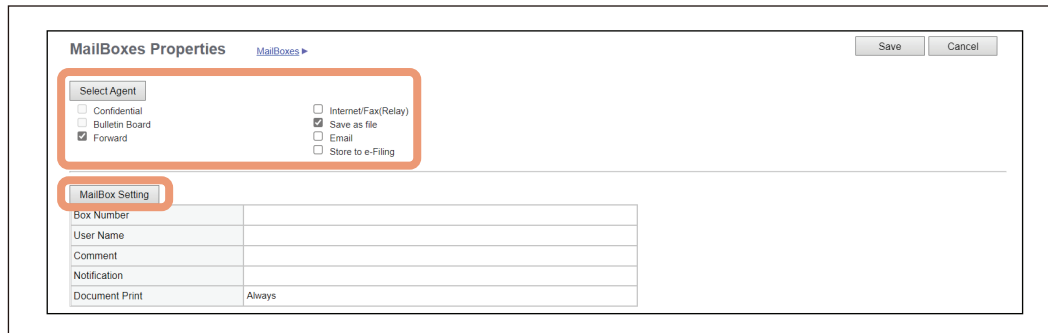 MailBoxes Properties MailBoxes ▶ Save Cancel
Select Agent
Confidential Internet/Fax(Relay)
Bulletin Board Save as file
Forward Email
Store to e-Filing
MailBox Setting
Box Number
User Name
Comment
Notification
Document Print Always